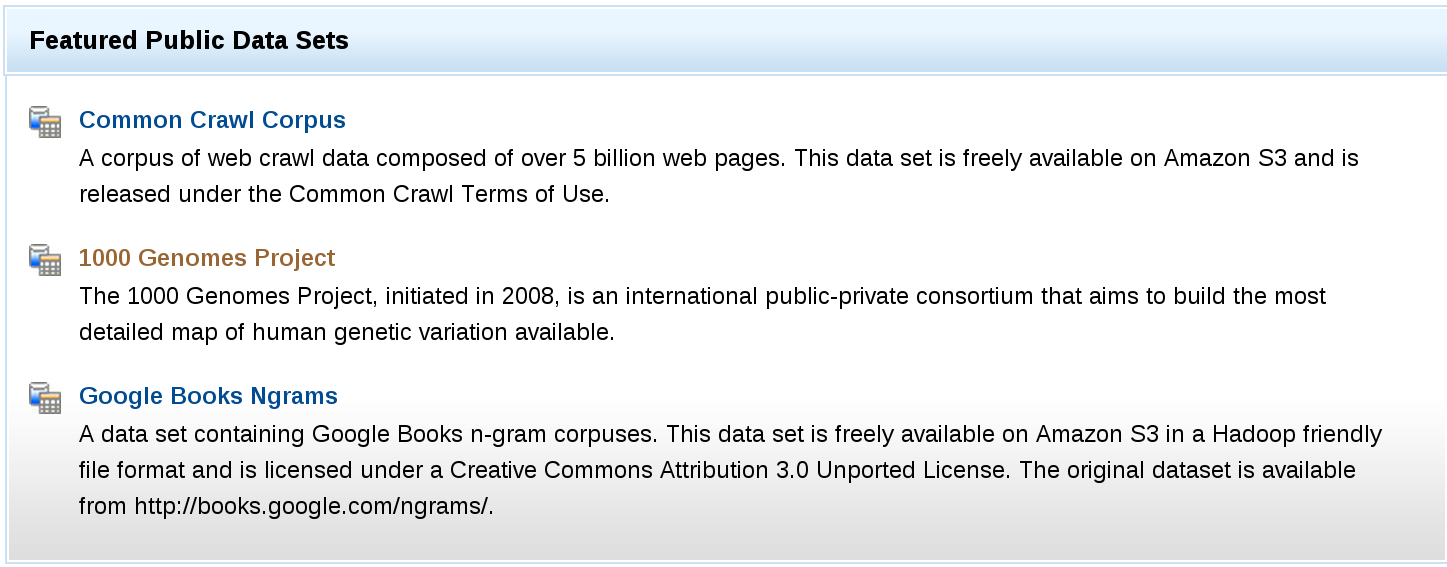 Featured Public Data Sets
Common Crawl Corpus
A corpus of web crawl data composed of over 5 billion web pages. This data set is freely available on Amazon S3 and is
released under the Common Crawl Terms of Use.
1000 Genomes Project
The 1000 Genomes Project, initiated in 2008, is an international public-private consortium that aims to build the most
detailed map of human genetic variation available.
Google Books Ngrams
A data set containing Google Books n-gram corpuses. This data set is freely available on Amazon S3 in a Hadoop friendly
file format and is licensed under a Creative Commons Attribution 3.0 Unported License. The original dataset is available
from http://books.google.com/ngrams/.